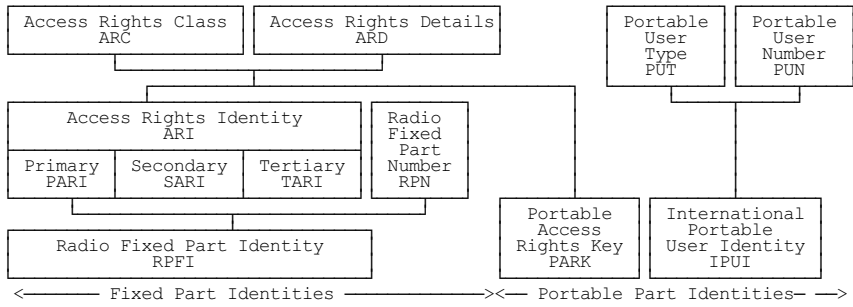 Access Rights Class
ARC
Access Rights Details
ARD
Portable
User
Type
PUT
Portable
User
Number
PUN
Access Rights Identity
ARI
Primary
PARI
Secondary
SARI
Tertiary
TARI
Radio
Fixed
Part
Number
RPN
Radio Fixed Part Identity
RPFI
Portable
Access
Rights Key
PARK
International
Portable
User Identity
IPUI
Fixed Part Identities
Portable Part Identities